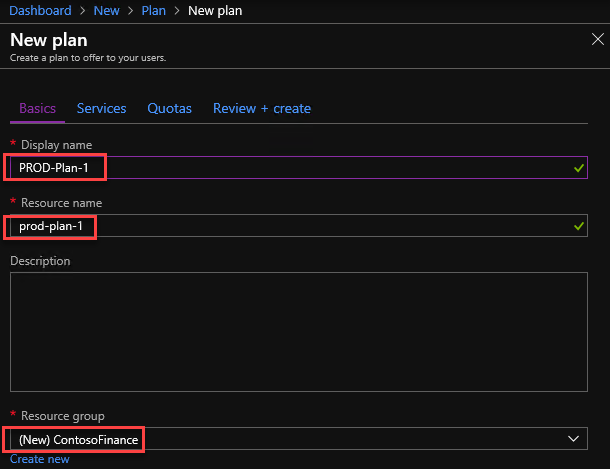 Dashboard > New > Plan > New plan
New plan
Create a plan to offer to your users.
Basics Services Quotas Review + create
* Display name
PROD-Plan-1
* Resource name
prod-plan-1
Description
* Resource group
(New) ContosoFinance
Create new